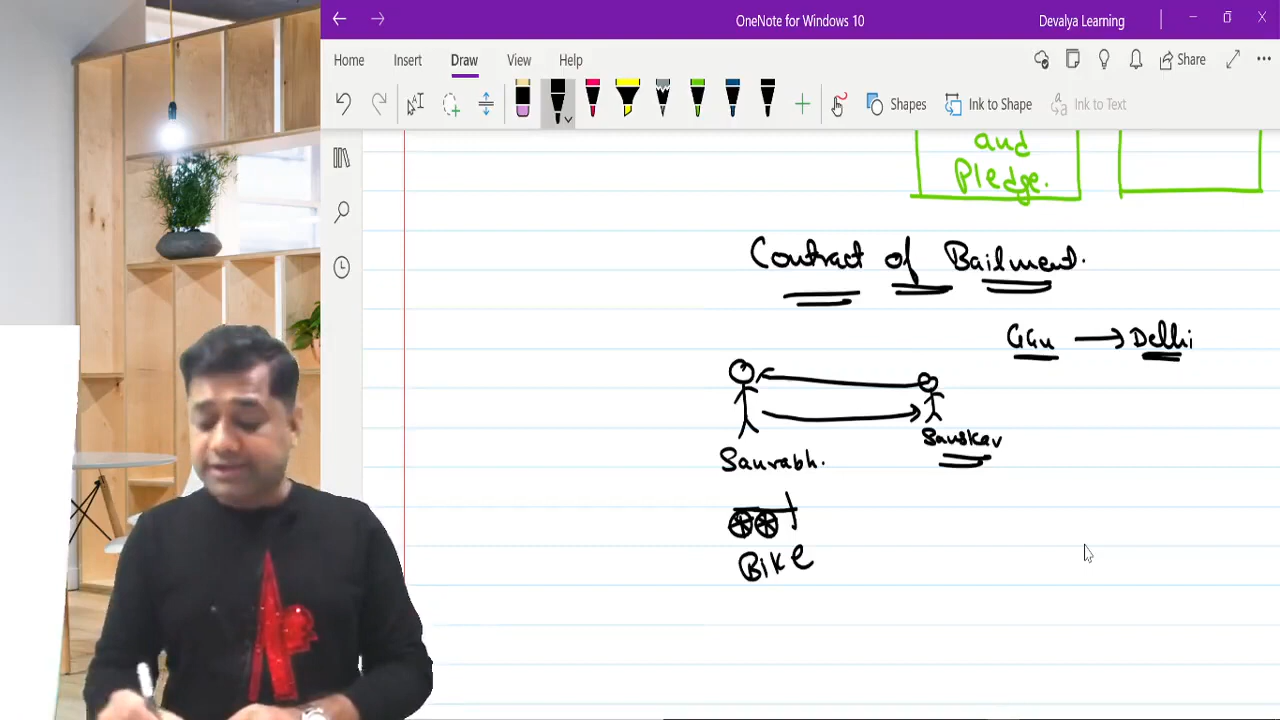 OneNote for Windows 10
Devalya Learning
Home Insert Draw View Help
Share
Shapes
Ink to Shape
Ink to Text
and
Pledge.
Contract of Bailment.
GGn → Delhi
Sanskar
Saurabh.
Bike